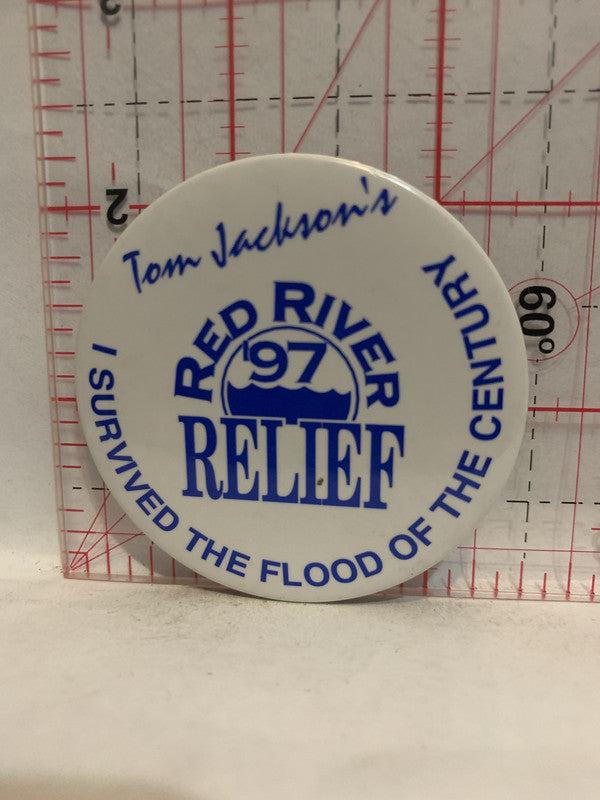 Tom Jackson's
RED RIVER
'97
RELIEF
I SURVIVED THE FLOOD OF THE CENTURY
2
60°